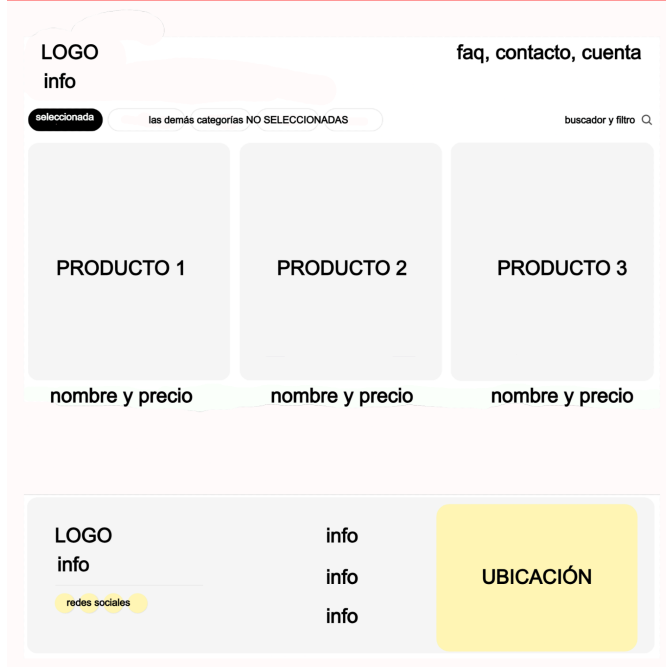 LOGO
faq, contacto, cuenta
info
seleccionada
las demás categorías NO SELECCIONADAS
buscador y filtro
PRODUCTO 1
PRODUCTO 2
PRODUCTO 3
nombre y precio
nombre y precio
nombre y precio
LOGO
info
redes sociales
info
info
info
UBICACIÓN